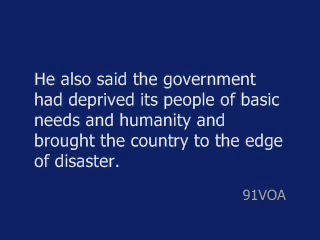 He also said the government
had deprived its people of basic
needs and humanity and
brought the country to the edge
of disaster.
91VOA